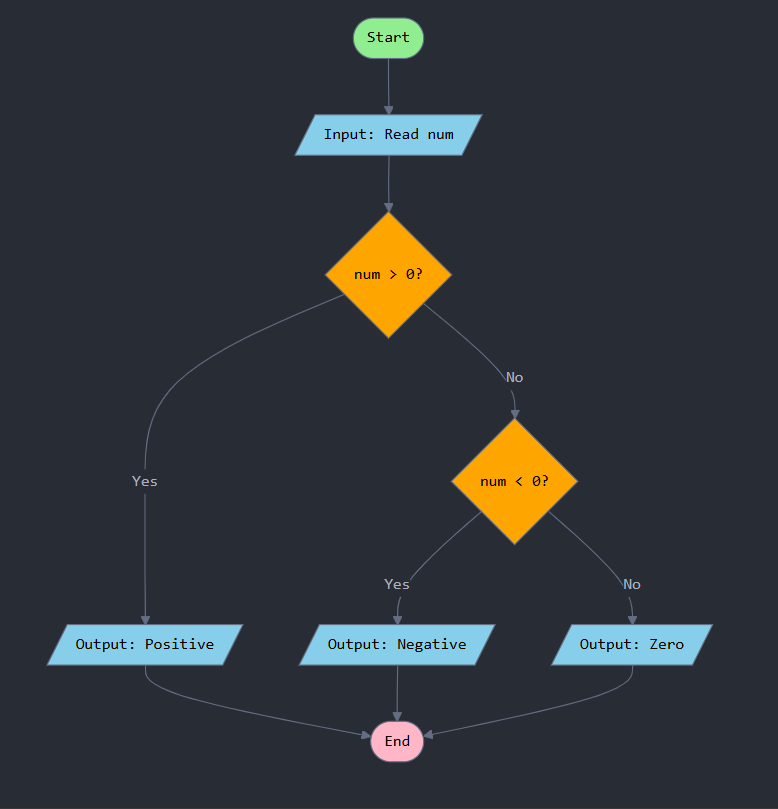 Start
Input: Read num
num > 0?
No
Yes
num < 0?
Yes
No
Output: Positive
Output: Negative
Output: Zero
End